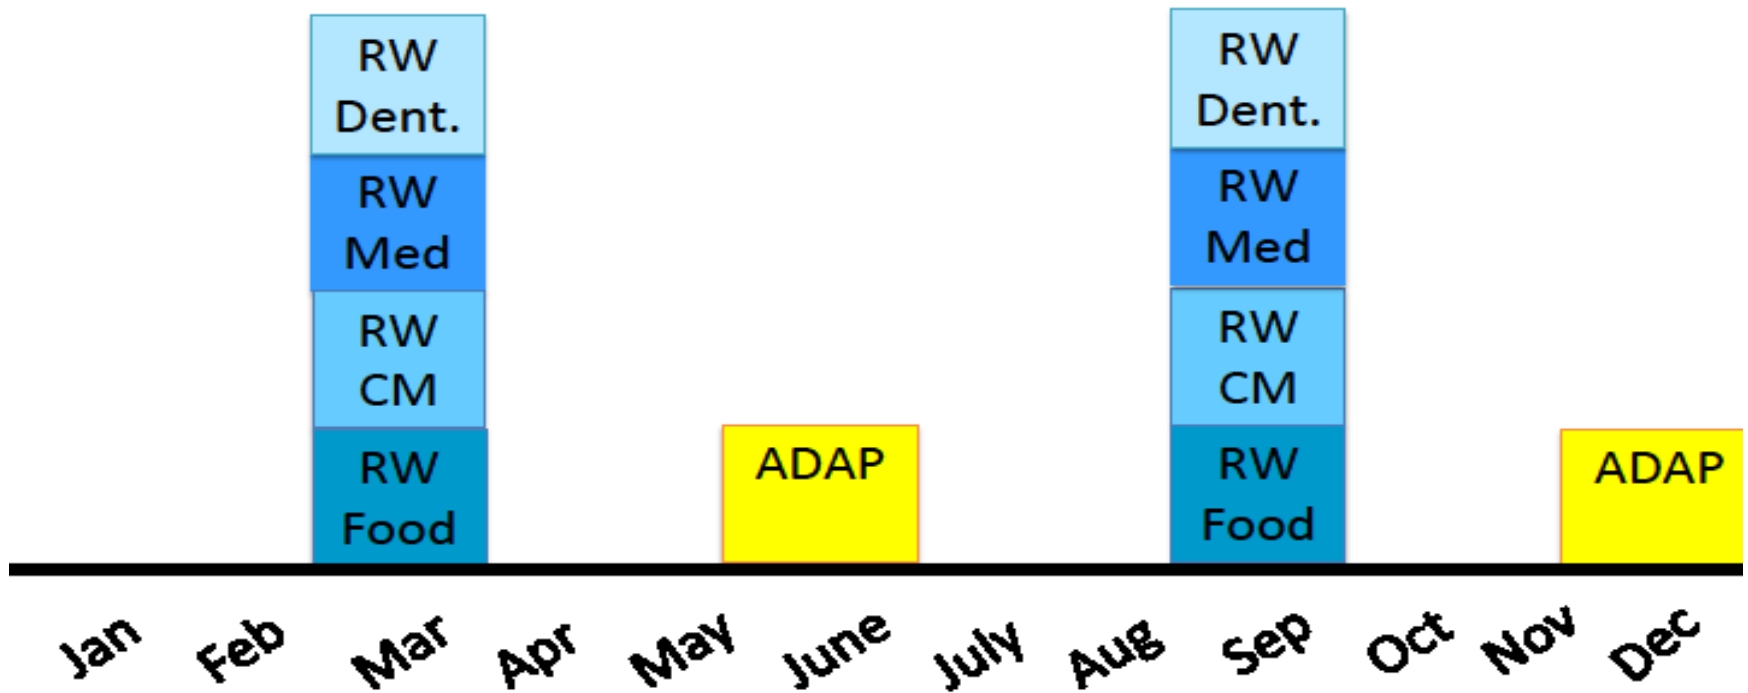 RW
Dent.
RW
Med
RW
CM
RW
Food
ADAP
RW
Dent.
RW
Med
RW
CM
RW
Food
ADAP
Jan Feb Mar Apr May June July Aug Sep Oct Nov Dec